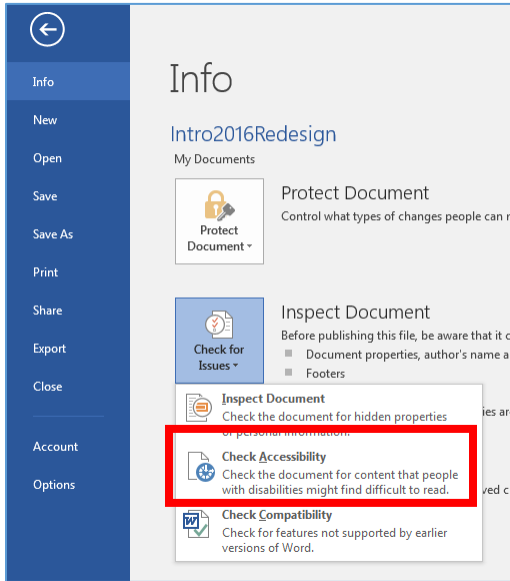 Info
New
Open
Save
Save As
Print
Share
Export
Close
Account
Options
Info
Intro2016Redesign
My Documents
Protect
Document
Protect Document
Control what types of changes people can
Check for
Issues
Inspect Document
Before publishing this file, be aware that it
Document properties, author's name
Footers
Inspect Document
Check the document for hidden properties
or personal information.
Check Accessibility
Check the document for content that people
with disabilities might find difficult to read.
Check Compatibility
Check for features not supported by earlier
versions of Word.